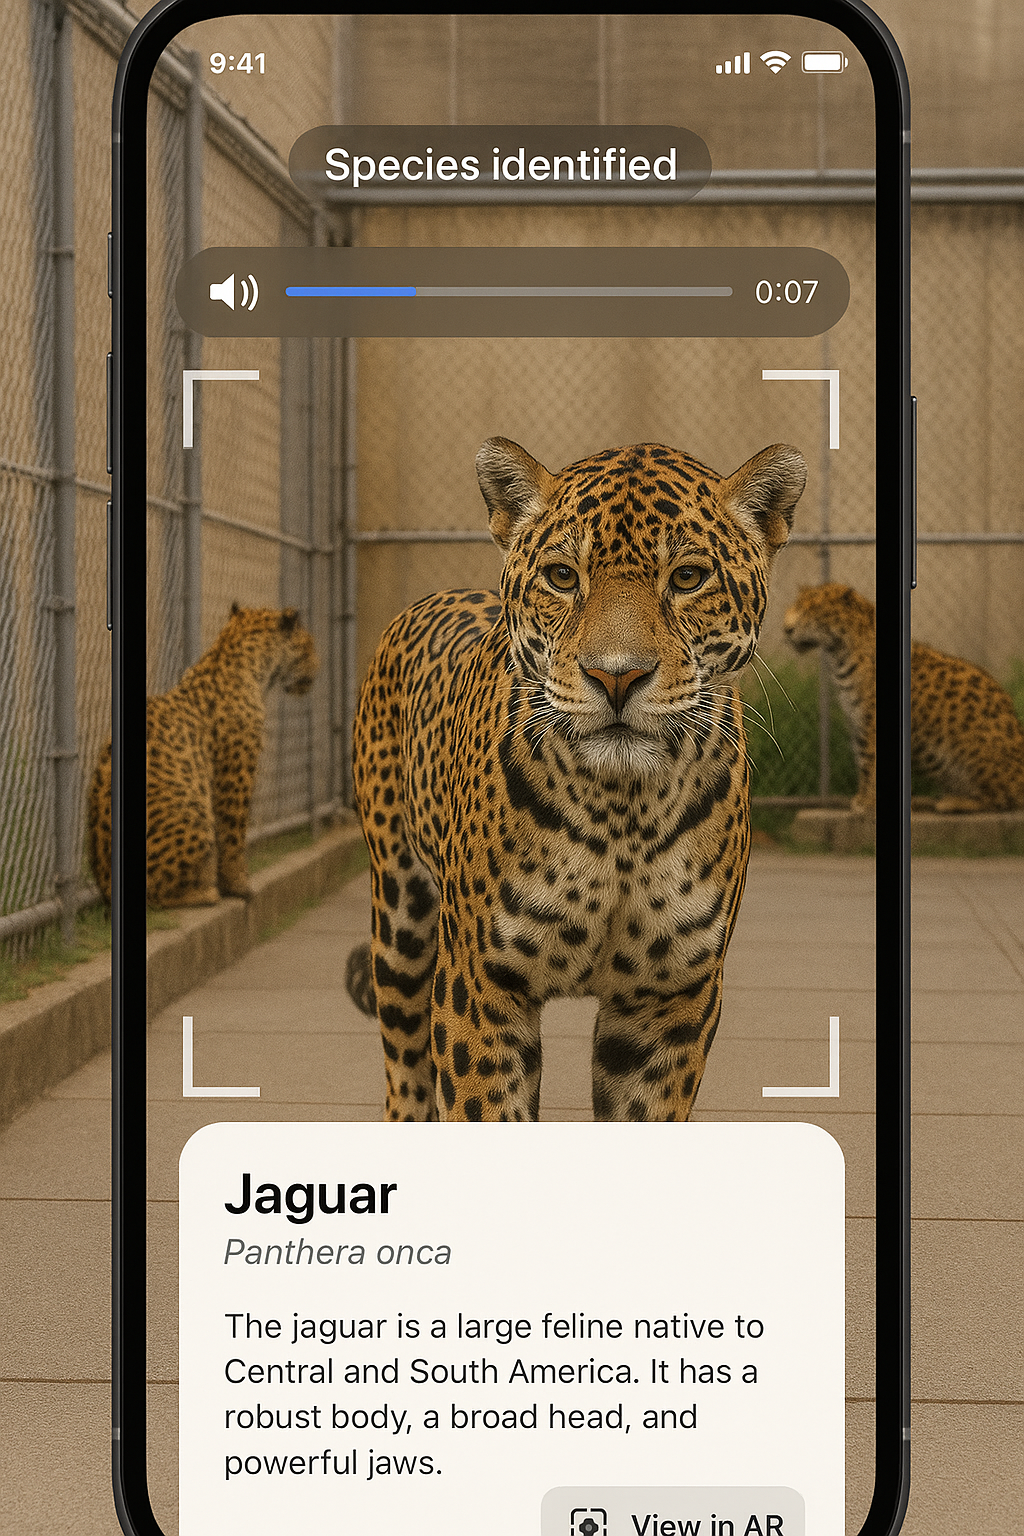 9:41
Species identified
0:07
Jaguar
Panthera onca
The jaguar is a large feline native to
Central and South America. It has a
robust body, a broad head, and
powerful jaws.
View in AR